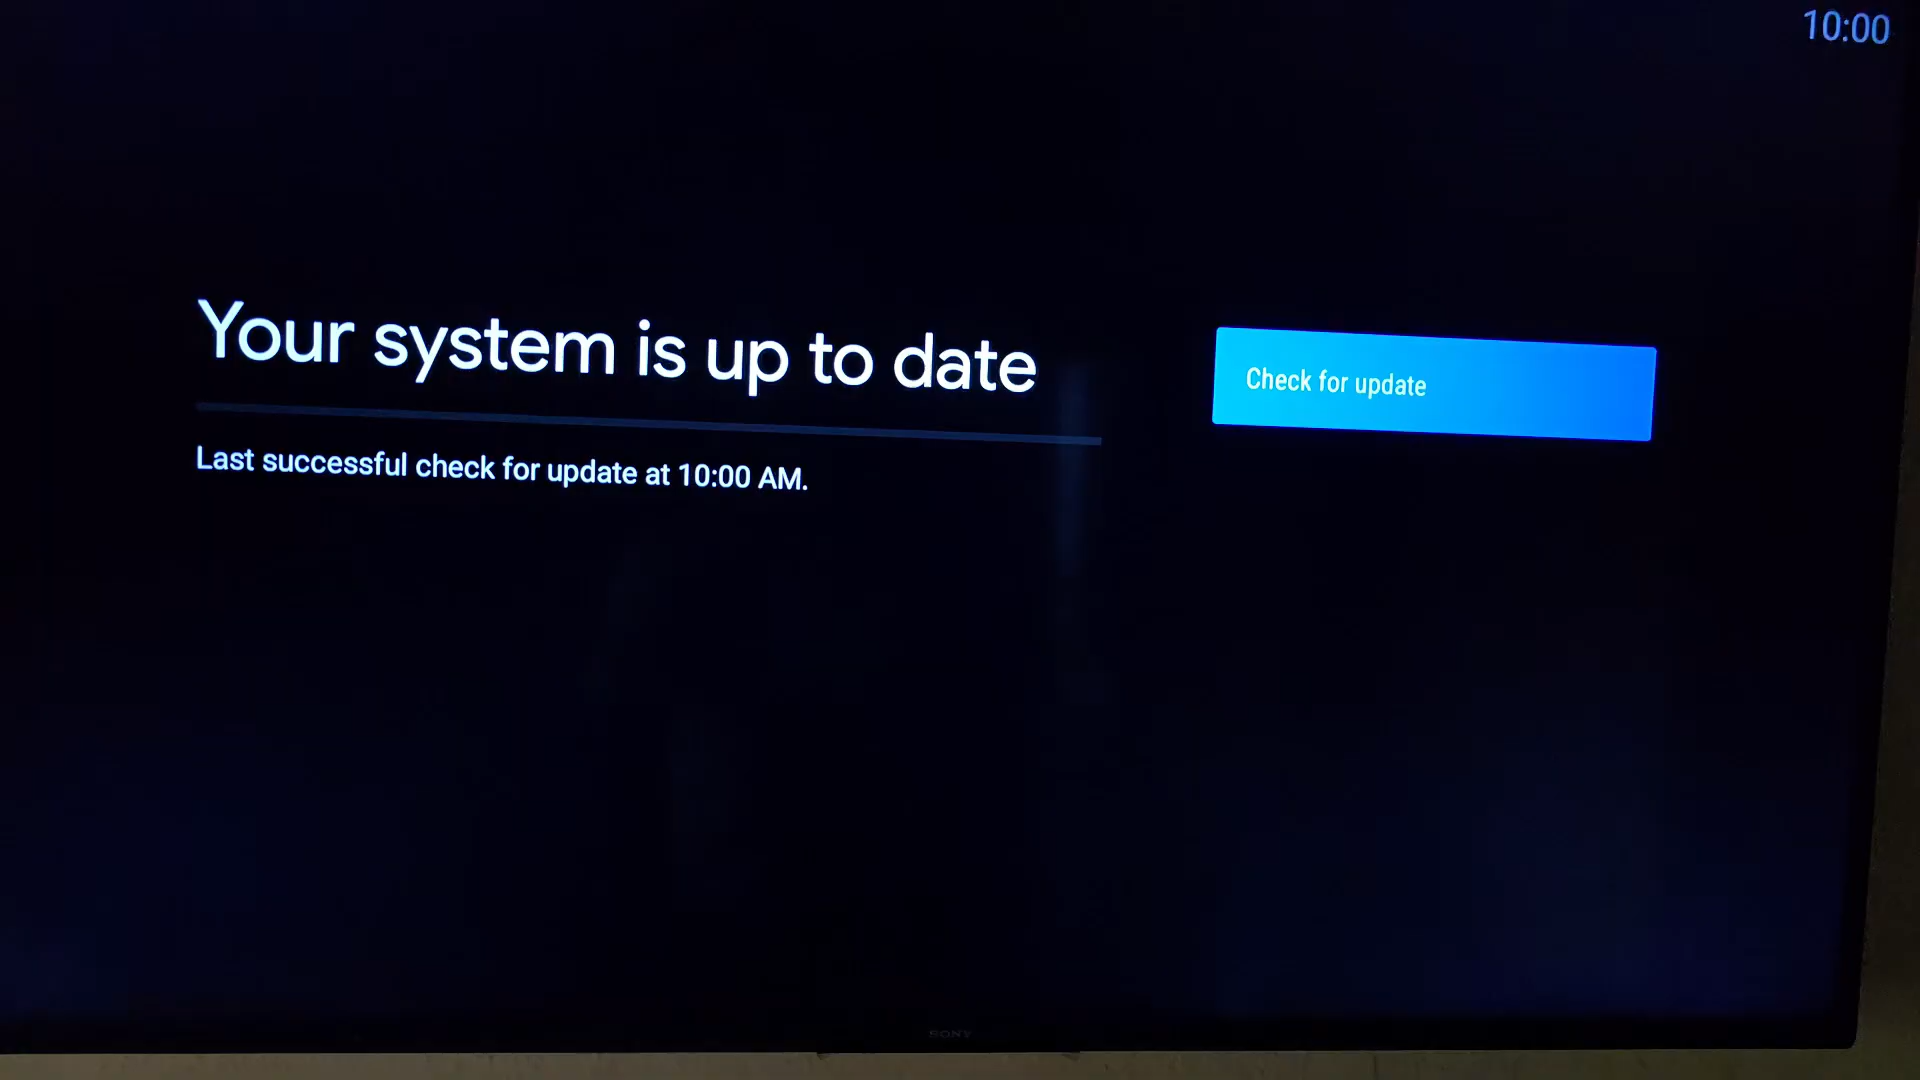 10:00
Your system is up to date
Check for update
Last successful check for update at 10:00 AM.
SONY